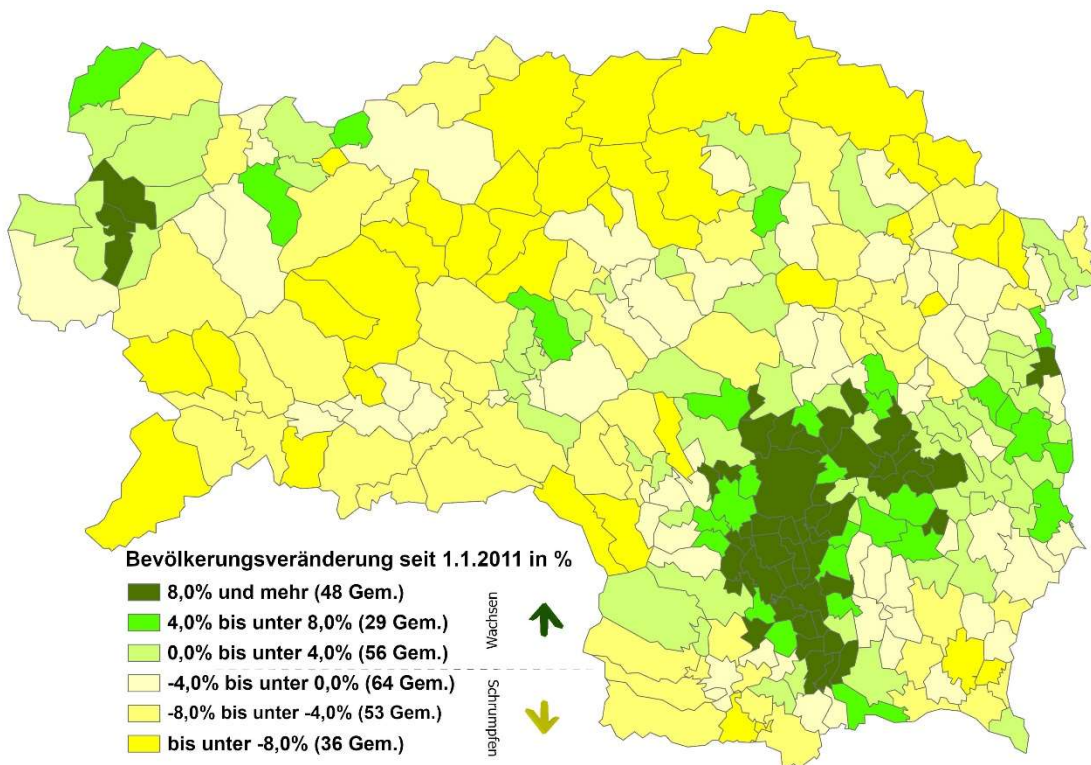 Bevölkerungsveränderung seit 1.1.2011 in %
8,0% und mehr (48 Gem.)
4,0% bis unter 8,0% (29 Gem.)
0,0% bis unter 4,0% (56 Gem.)
Wachsen
-4,0% bis unter 0,0% (64 Gem.)
-8,0% bis unter -4,0% (53 Gem.)
bis unter -8,0% (36 Gem.)
Schrumpfen